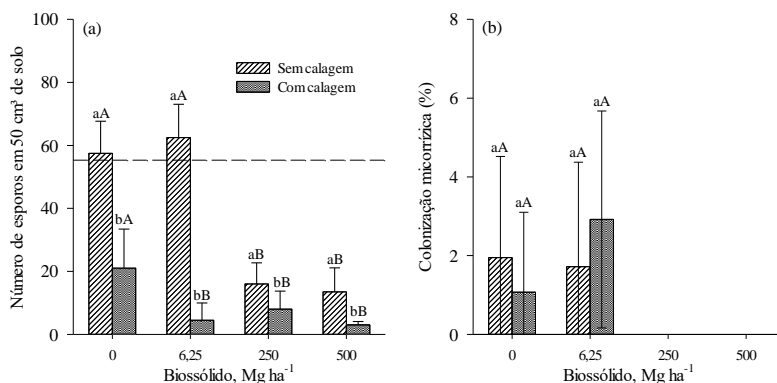 100
80
60
40
20
0
Número de esporos em 50 cm³ de solo
(a)
Sem calagem
Com calagem
aA
bA
aA
bB
aB
aB
aB
bB
0
6,25
250
500
Biossólido, Mg ha⁻¹
8
6
4
2
0
Colonização micorrízica (%)
(b)
aA
aA
aA
aA
0
6,25
250
500
Biossólido, Mg ha⁻¹